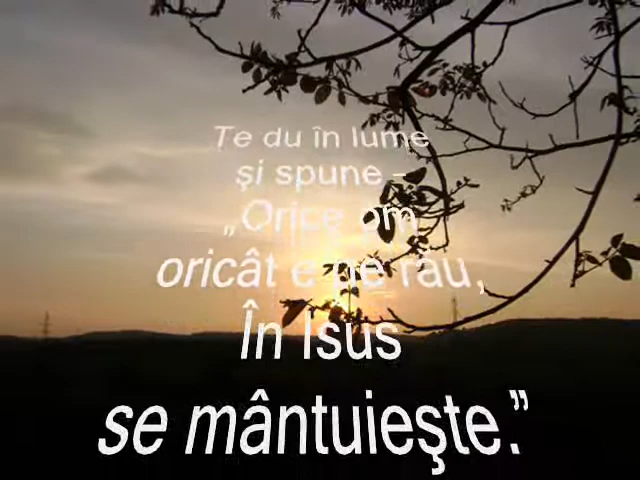 Te du în lume
şi spune -
„Orice om
oricât e de rău,
În Isus
se mântuieşte.”